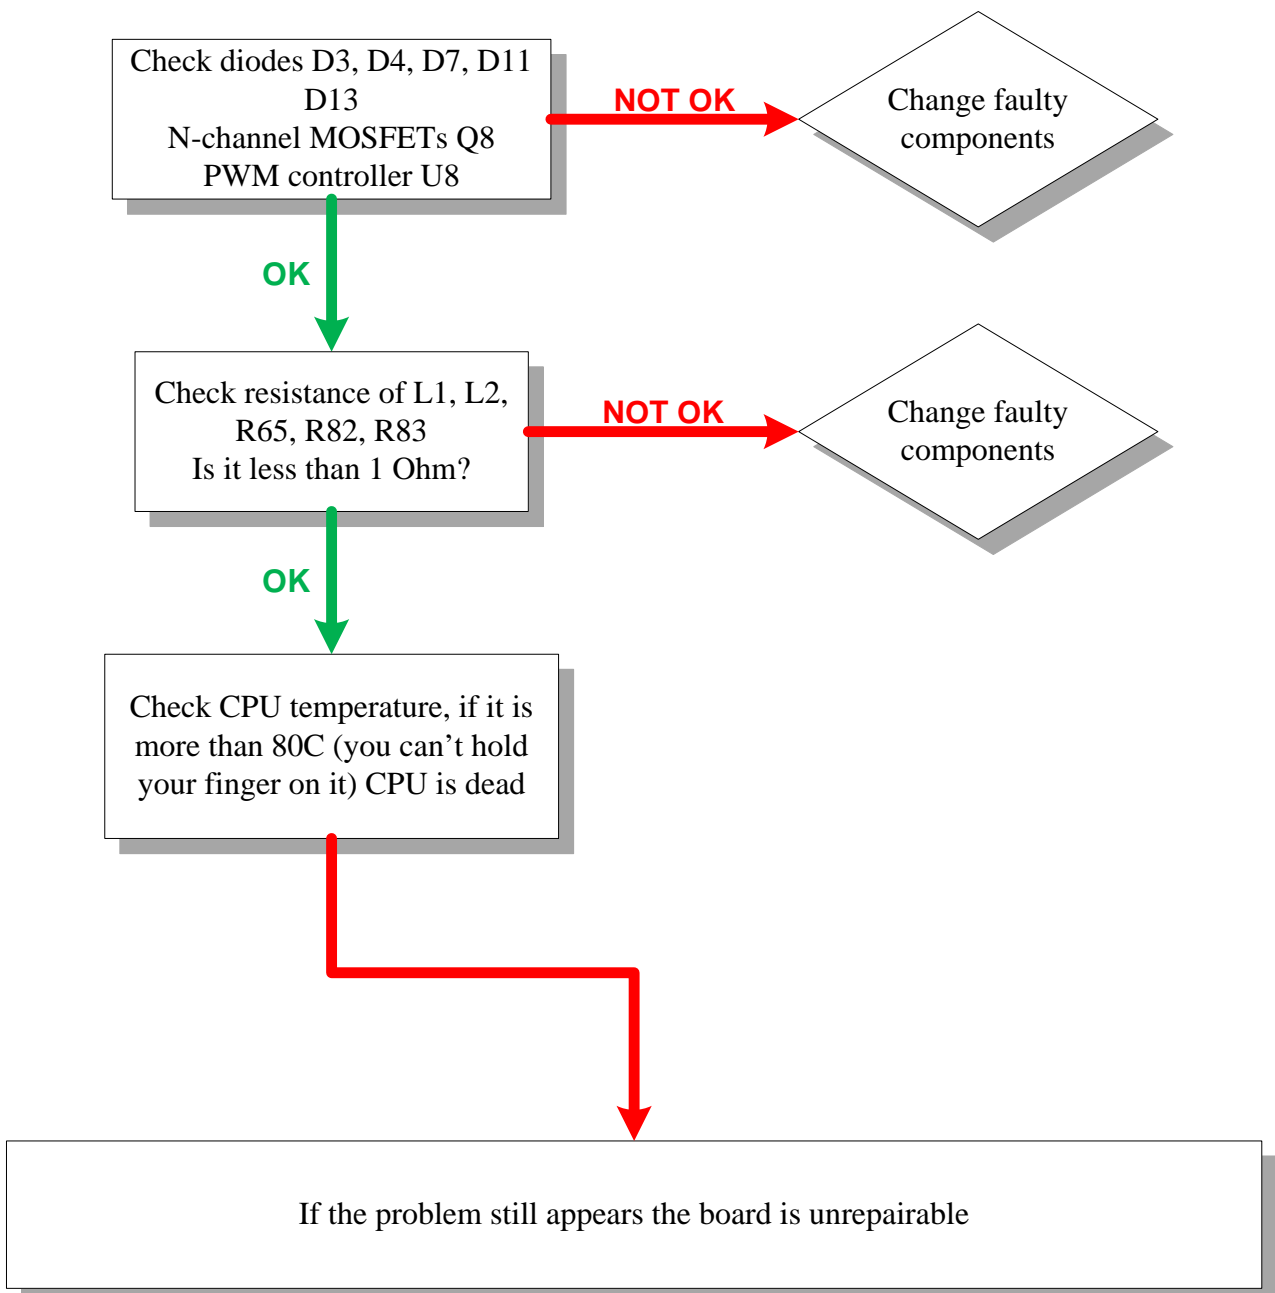 Check diodes D3, D4, D7, D11
D13
N-channel MOSFETs Q8
PWM controller U8
NOT OK
Change faulty
components
OK
Check resistance of L1, L2,
R65, R82, R83
Is it less than 1 Ohm?
NOT OK
Change faulty
components
OK
Check CPU temperature, if it is
more than 80C (you can’t hold
your finger on it) CPU is dead
If the problem still appears the board is unrepairable